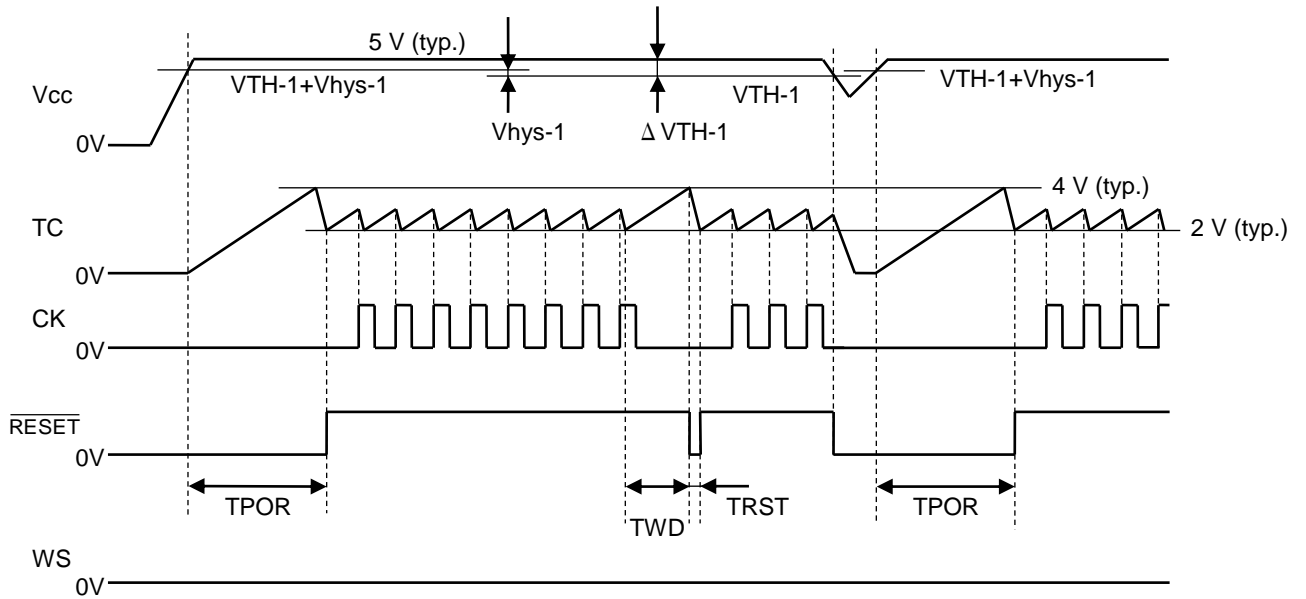 5 V (typ.)
VTH-1+Vhys-1
VTH-1
VTH-1+Vhys-1
Vcc
Vhys-1
Δ VTH-1
0V
4 V (typ.)
TC
2 V (typ.)
0V
CK
0V
RESET
0V
TPOR
TWD
TRST
TPOR
WS
0V